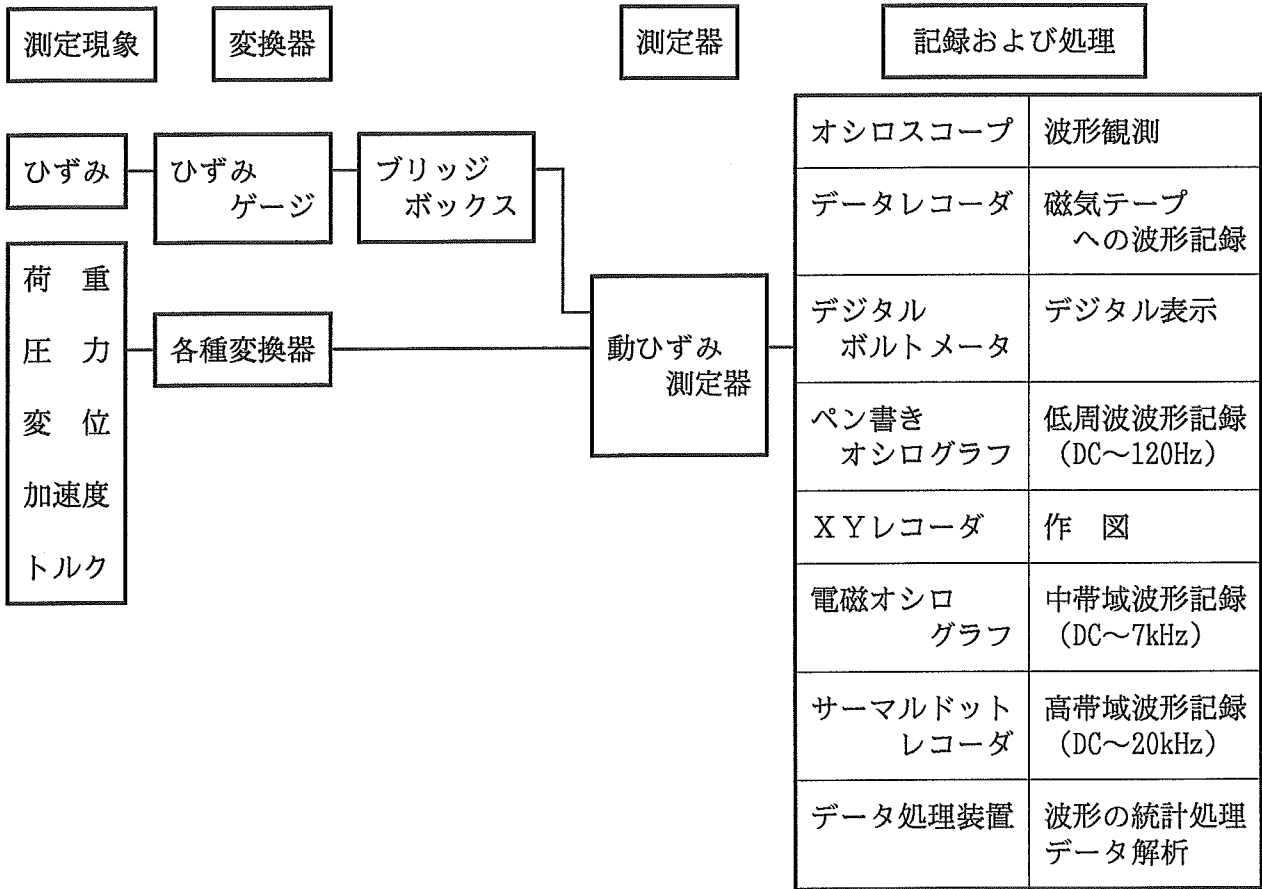 測定現象
変換器
測定器
記録および処理
ひずみ
ひずみ
ゲージ
ブリッジ
ボックス
荷　重
圧　力
変　位
加速度
トルク
各種変換器
動ひずみ
測定器
オシロスコープ
波形観測
データレコーダ
磁気テープ
への波形記録
デジタル
ボルトメータ
デジタル表示
ペン書き
オシログラフ
低周波波形記録
(DC～120Hz)
ＸＹレコーダ
作　図
電磁オシロ
グラフ
中帯域波形記録
(DC～7kHz)
サーマルドット
レコーダ
高帯域波形記録
(DC～20kHz)
データ処理装置
波形の統計処理
データ解析